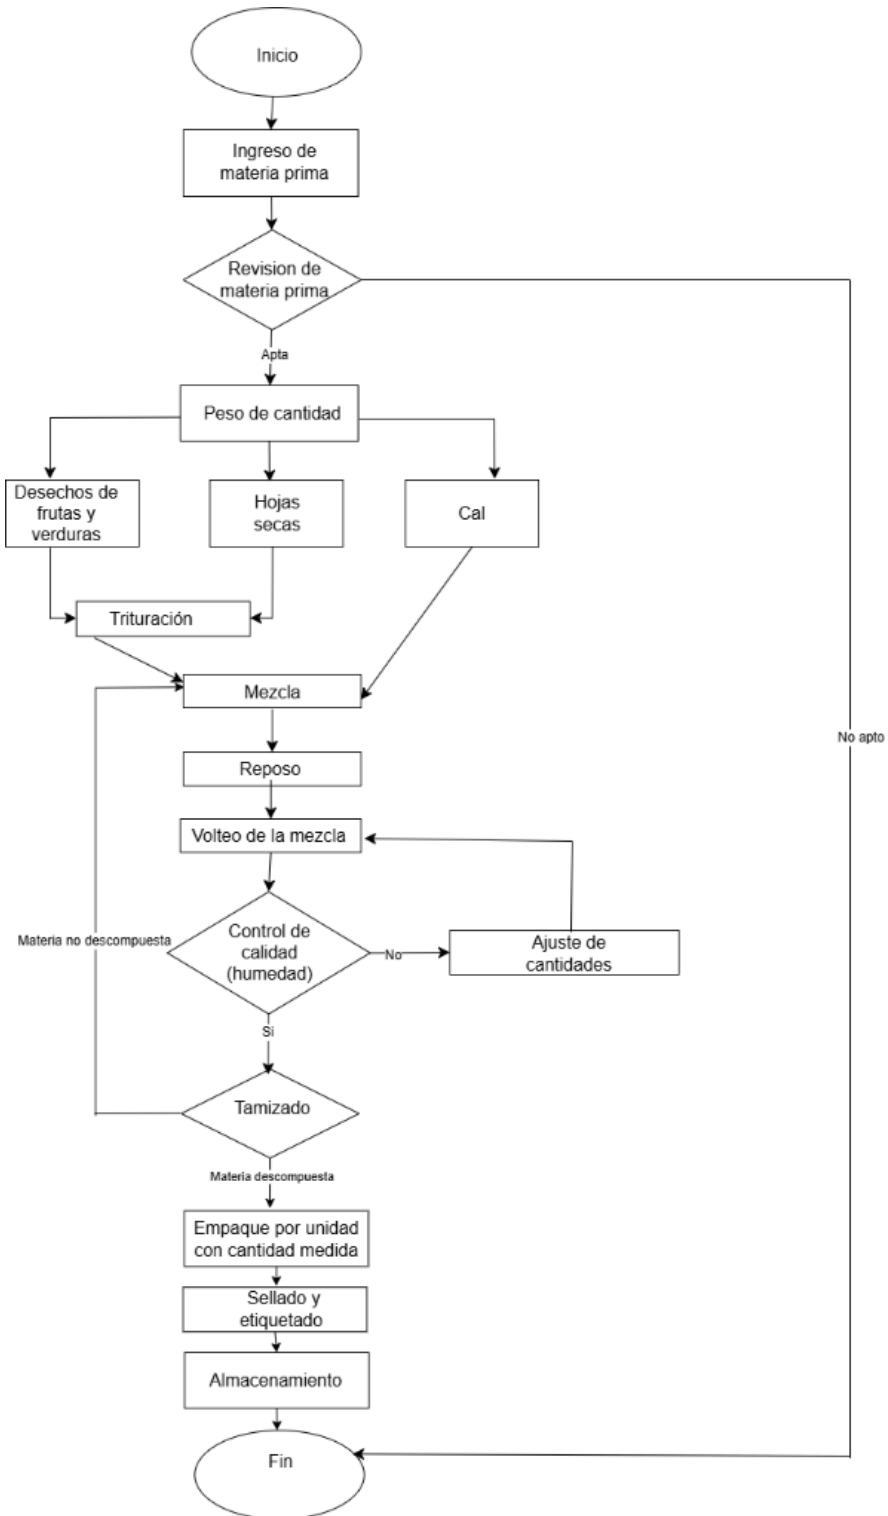 Inicio
Ingreso de
materia prima
Revision de
materia prima
Apta
Peso de cantidad
Desechos de
frutas y
verduras
Hojas
secas
Cal
Trituración
Mezcla
No apto
Reposo
Volteo de la mezcla
Materia no descompuesta
Control de
calidad
(humedad)
No
Ajuste de
cantidades
Si
Tamizado
Materia descompuesta
Empaque por unidad
con cantidad medida
Sellado y
etiquetado
Almacenamiento
Fin